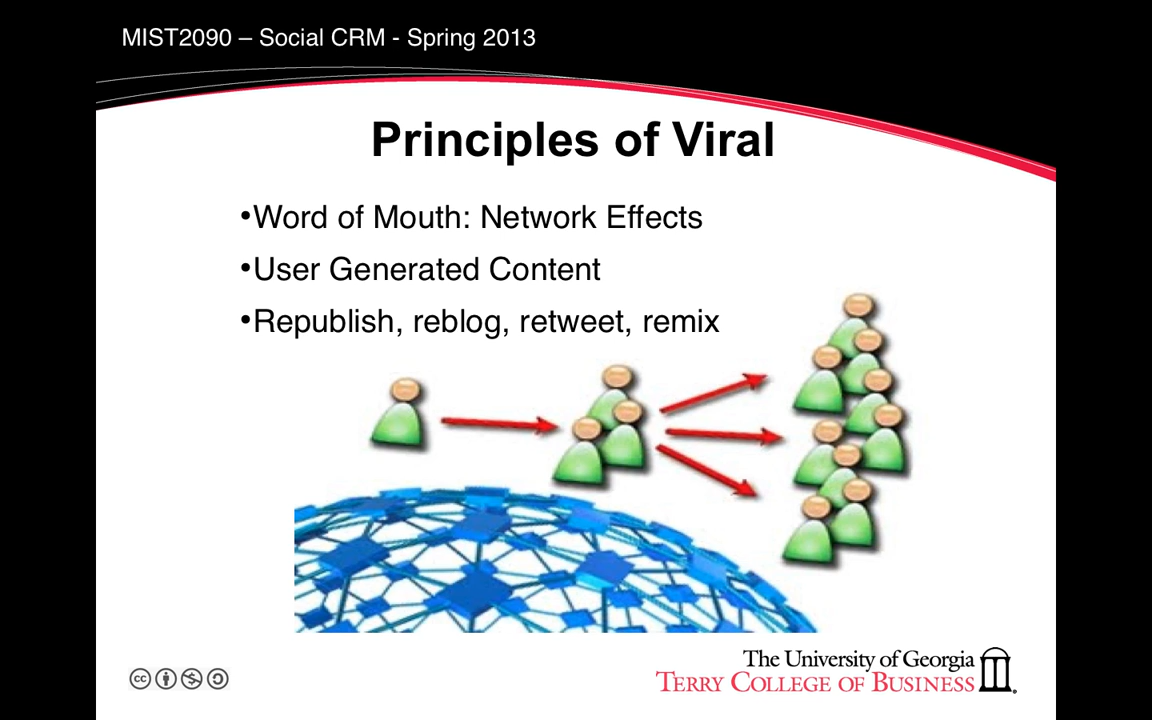 MIST2090 – Social CRM - Spring 2013
Principles of Viral
•Word of Mouth: Network Effects
•User Generated Content
•Republish, reblog, retweet, remix
cc
The University of Georgia
TERRY COLLEGE OF BUSINESS